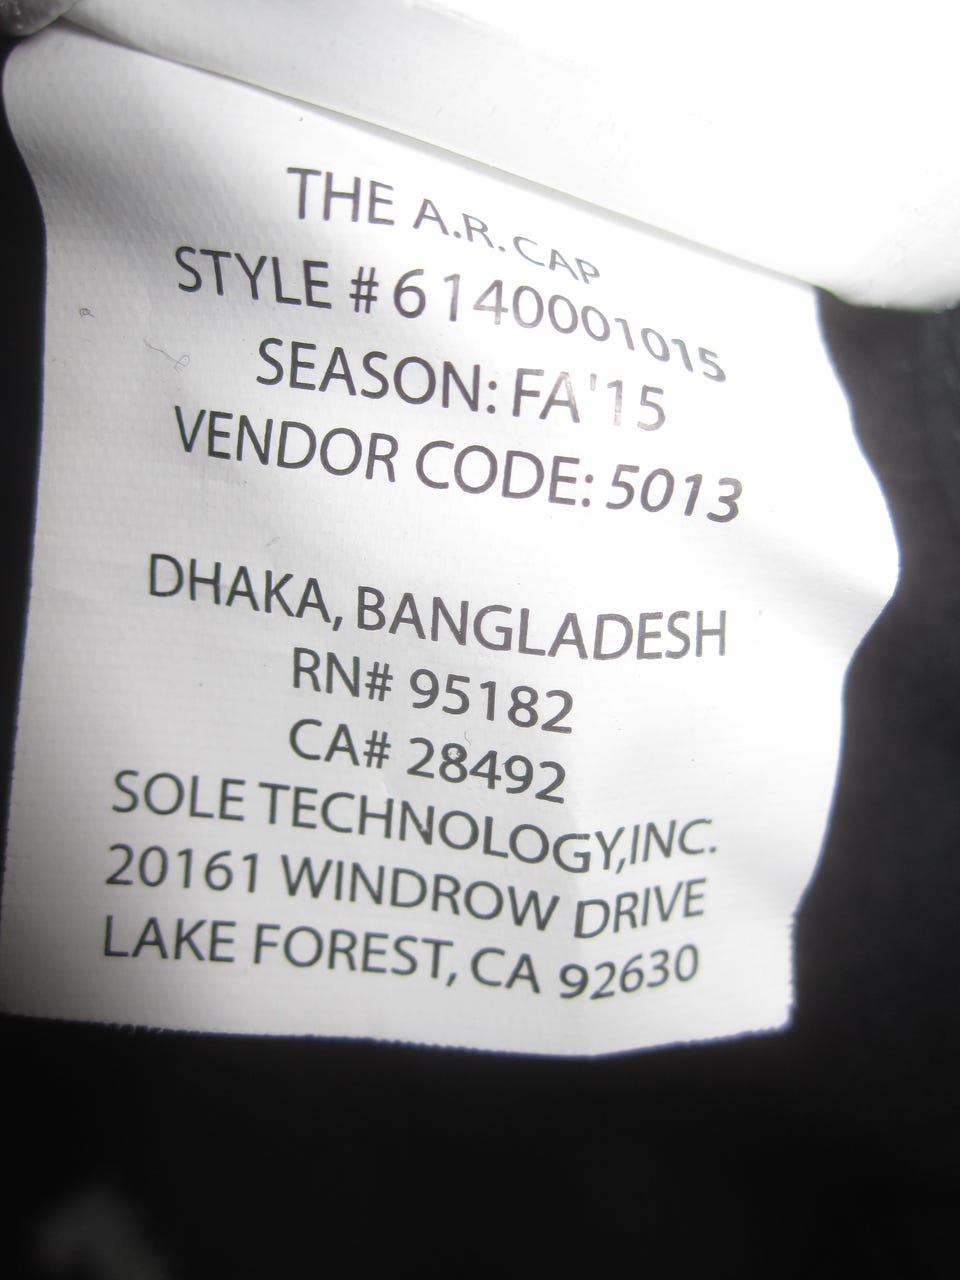 THE A.R. CAP
STYLE # 6140001015
SEASON: FA'15
VENDOR CODE: 5013
DHAKA, BANGLADESH
RN# 95182
CA# 28492
SOLE TECHNOLOGY,INC.
20161 WINDROW DRIVE
LAKE FOREST, CA 92630